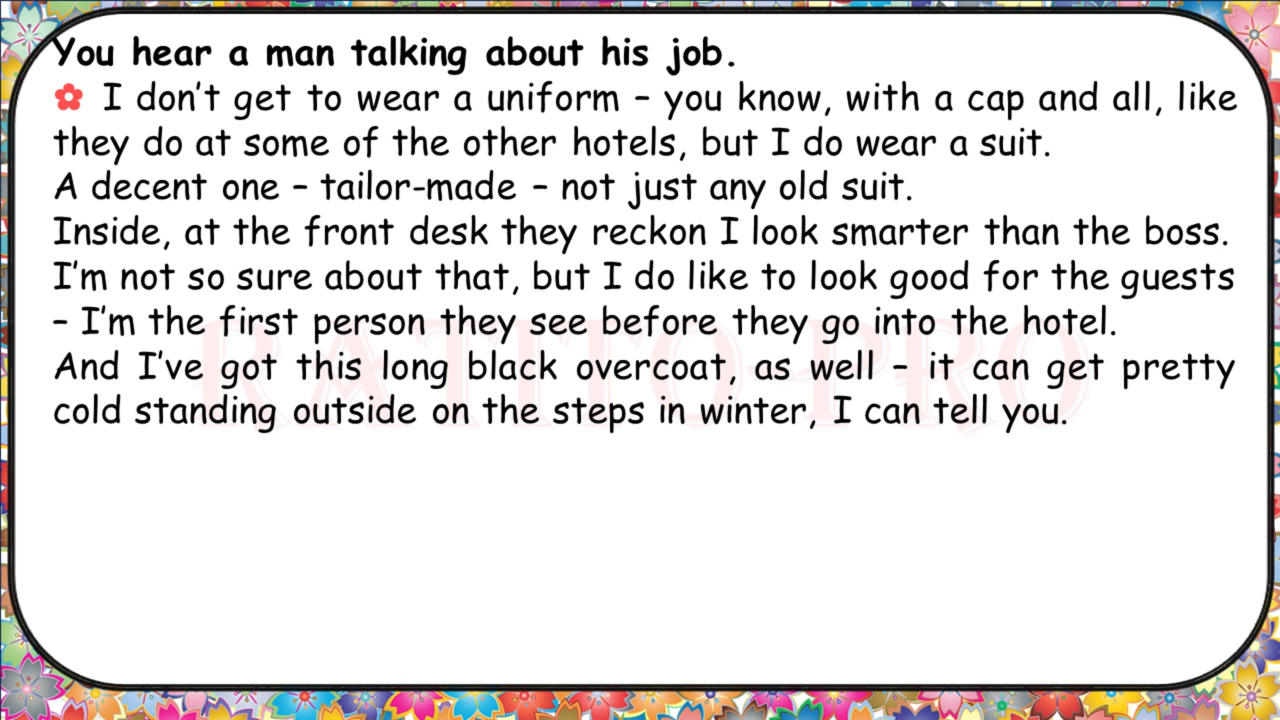 You hear a man talking about his job.
I don't get to wear a uniform – you know, with a cap and all, like
they do at some of the other hotels, but I do wear a suit.
A decent one – tailor-made – not just any old suit.
Inside, at the front desk they reckon I look smarter than the boss.
I'm not so sure about that, but I do like to look good for the guests
– I'm the first person they see before they go into the hotel.
And I've got this long black overcoat, as well – it can get pretty
cold standing outside on the steps in winter, I can tell you.
RATITO-PRO